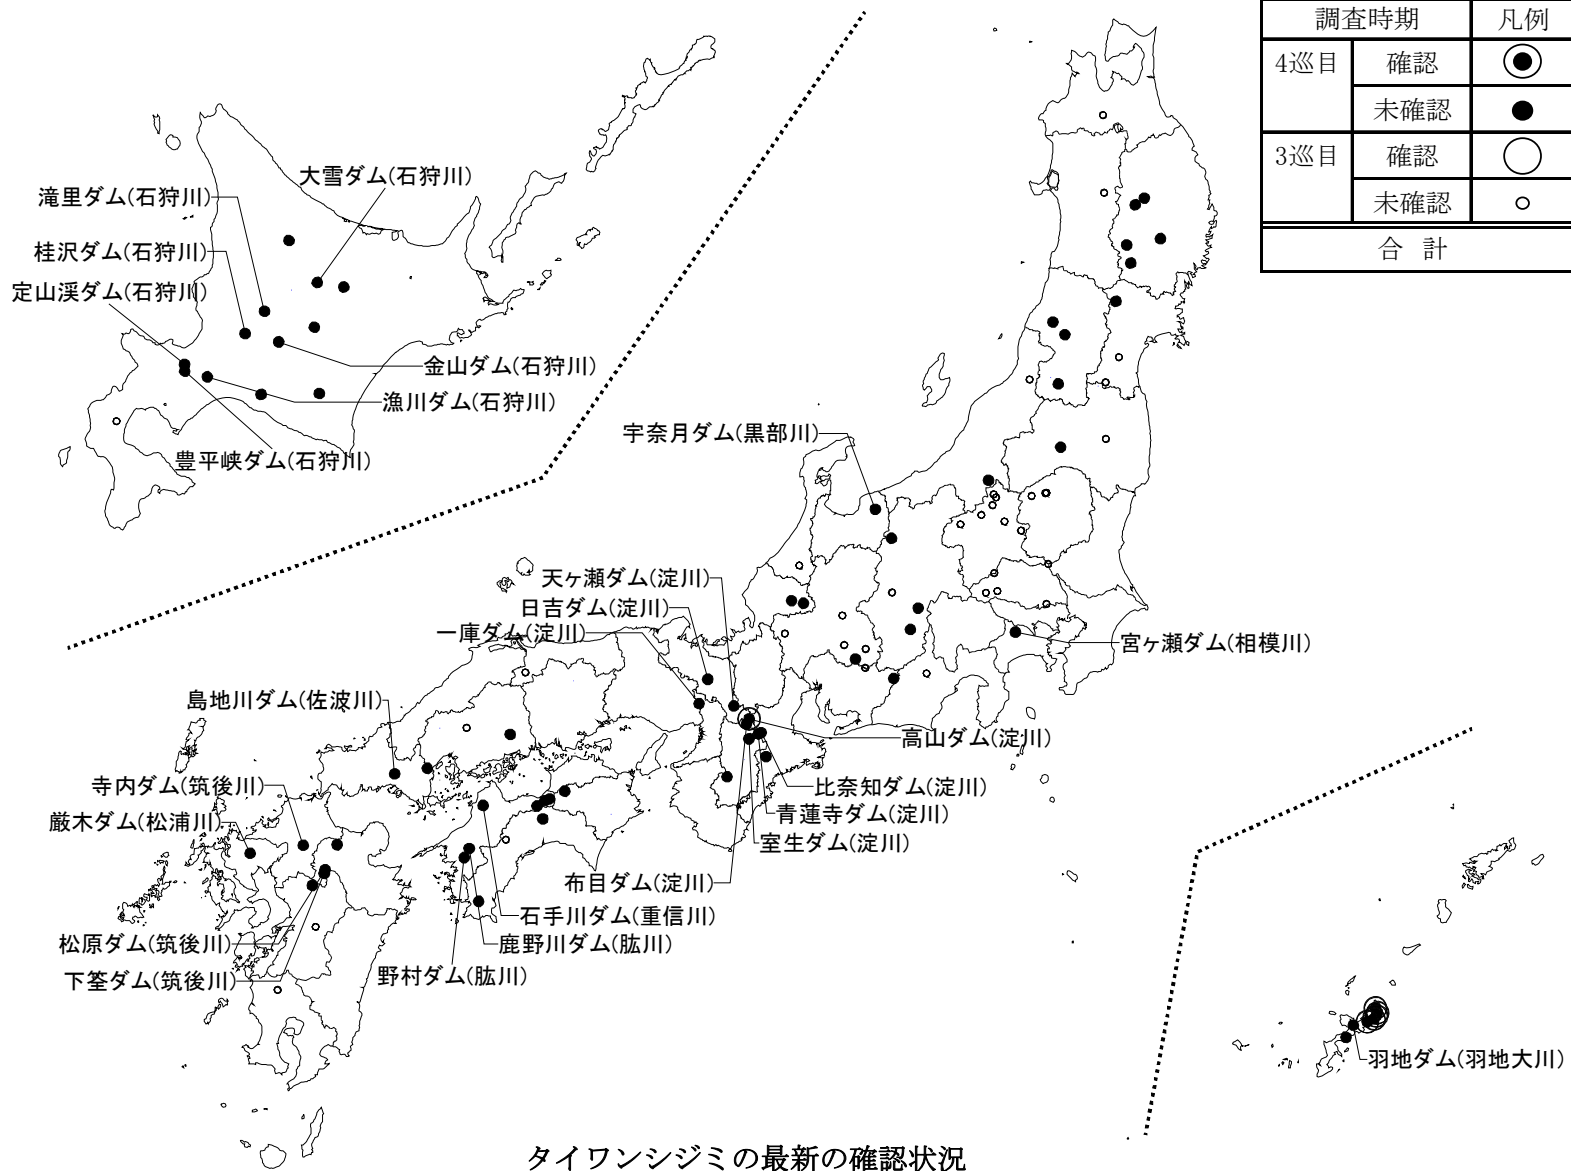 調査時期 凡例
4巡目 確認
未確認
3巡目 確認
未確認
合 計
大雪ダム(石狩川)
滝里ダム(石狩川)
桂沢ダム(石狩川)
定山渓ダム(石狩川)
金山ダム(石狩川)
漁川ダム(石狩川)
豊平峡ダム(石狩川)
宇奈月ダム(黒部川)
天ヶ瀬ダム(淀川)
日吉ダム(淀川)
一庫ダム(淀川)
宮ヶ瀬ダム(相模川)
島地川ダム(佐波川)
高山ダム(淀川)
寺内ダム(筑後川)
比奈知ダム(淀川)
厳木ダム(松浦川)
青蓮寺ダム(淀川)
室生ダム(淀川)
布目ダム(淀川)
石手川ダム(重信川)
松原ダム(筑後川)
鹿野川ダム(肱川)
下筌ダム(筑後川)
野村ダム(肱川)
羽地ダム(羽地大川)
タイワンシジミの最新の確認状況